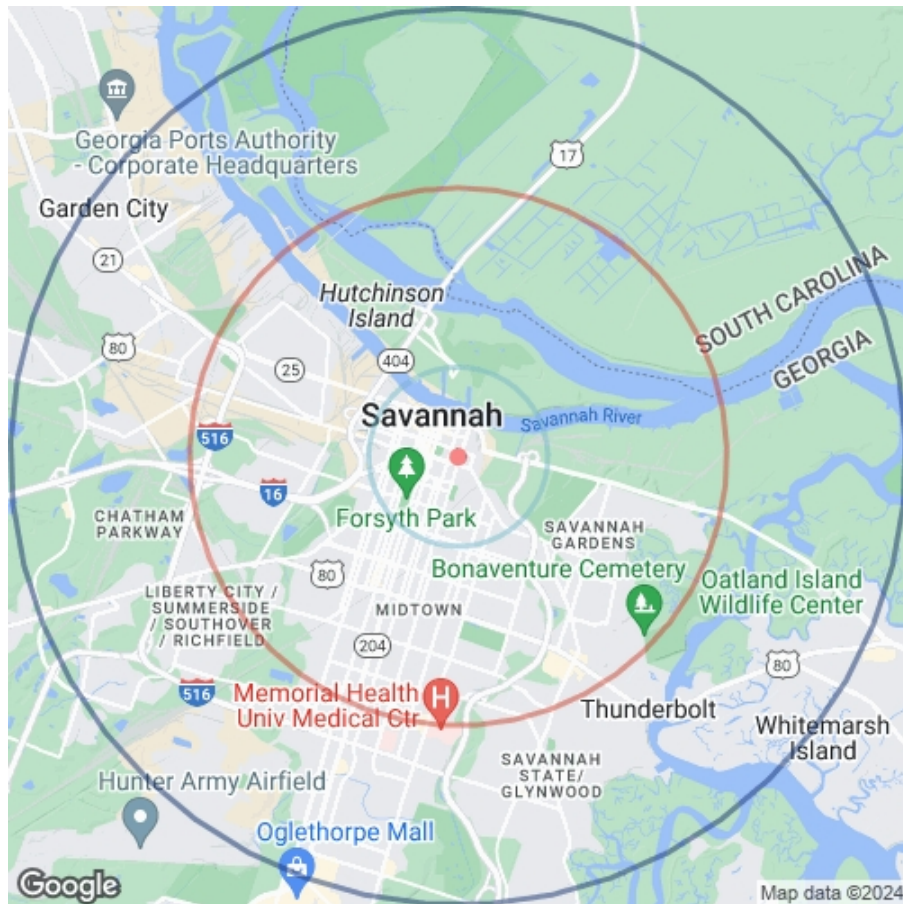 Georgia Ports Authority
- Corporate Headquarters
17
Garden City
21
Hutchinson
Island
SOUTH CAROLINA
GEORGIA
80
404
25
Savannah
Savannah River
516
16
Forsyth Park
CHATHAM
PARKWAY
SAVANNAH
GARDENS
80
Bonaventure Cemetery
Oatland Island
Wildlife Center
LIBERTY CITY /
SUMMERSIDE
/ SOUTHOVER
/ RICHFIELD
MIDTOWN
204
80
516
Memorial Health
Univ Medical Ctr
H
Thunderbolt
Whitemarsh
Island
SAVANNAH
STATE/
GLYNWOOD
Hunter Army Airfield
Oglethorpe Mall
Google
Map data ©2024